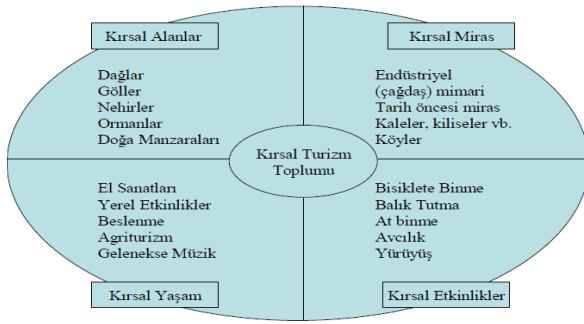 Kırsal Alanlar
Dağlar
Göller
Nehirler
Ormanlar
Doğa Manzaraları
Kırsal Miras
Endüstriyel
(çağdaş) mimari
Tarih öncesi miras
Kaleler, kiliseler vb.
Köyler
Kırsal Turizm
Toplumu
El Sanatları
Yerel Etkinlikler
Beslenme
Agriturizm
Gelenekse Müzik
Kırsal Yaşam
Bisiklete Binme
Balık Tutma
At binme
Avcılık
Yürüyüş
Kırsal Etkinlikler